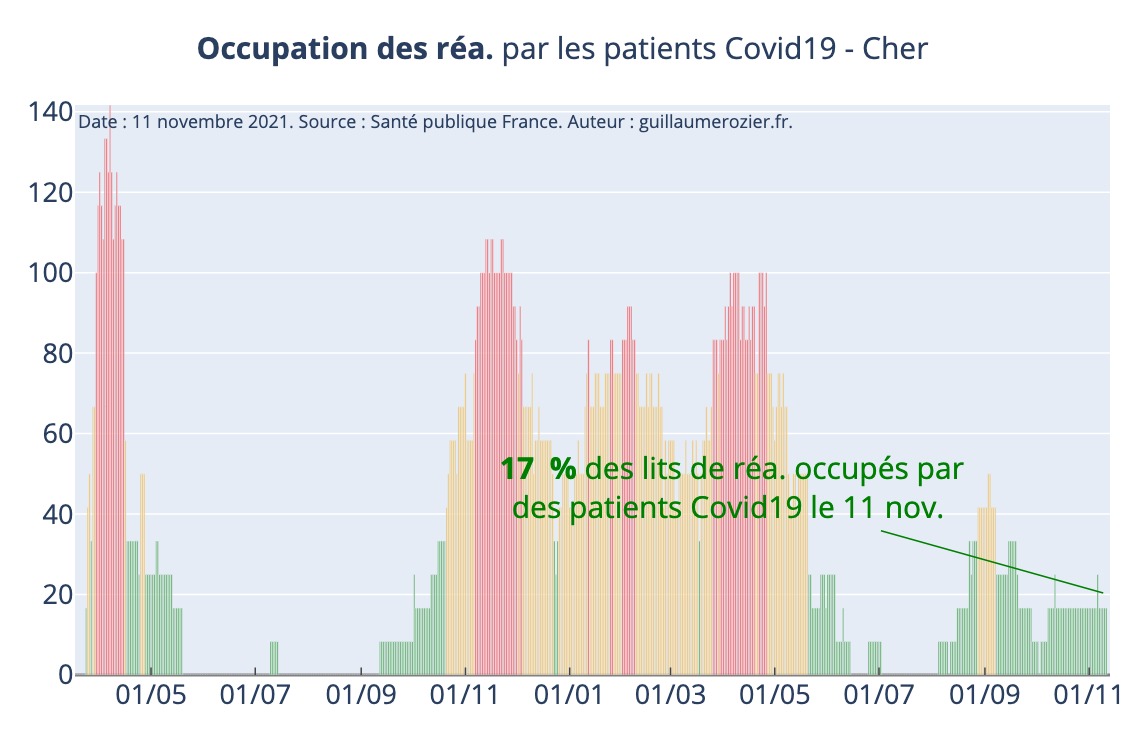 Occupation des réa. par les patients Covid19 - Cher
140
Date : 11 novembre 2021. Source : Santé publique France. Auteur : guillaumerozier.fr.
120
100
80
60
17 % des lits de réa. occupés par
des patients Covid19 le 11 nov.
40
20
0
01/05 01/07 01/09 01/11 01/01 01/03 01/05 01/07 01/09 01/11